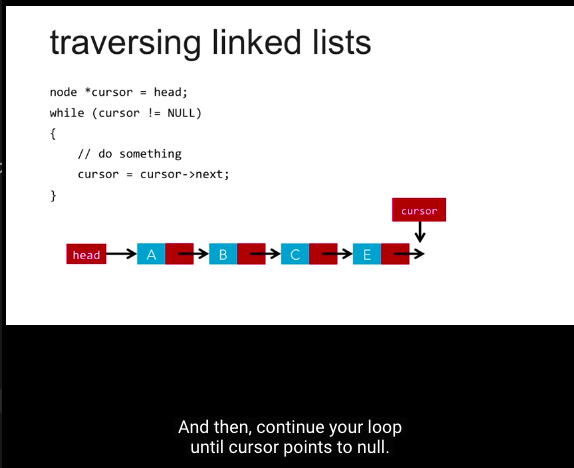 traversing linked lists
node *cursor = head;
while (cursor != NULL)
{
// do something
cursor = cursor->next;
}
cursor
head A B C E
And then, continue your loop
until cursor points to null.